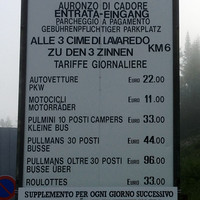 AURONZO DI CADORE
ENTRATA-EINGANG
PARCHEGGIO A PAGAMENTO
GEBÜHRENPFLICHTIGER PARKPLATZ
ALLE 3 CIME DI LAVAREDO
ZU DEN 3 ZINNEN KM 6
TARIFFE GIORNALIERE
AUTOVETTURE EURO 22.00
PKW
MOTOCICLI EURO 11.00
MOTORRÄDER
PULMINI 10 POSTI CAMPERS EURO 33.00
KLEINE BUS
PULLMANS 30 POSTI EURO 44.00
BUSSE
PULLMANS OLTRE 30 POSTI EURO 96.00
BUSSE ÜBER
ROULOTTES EURO 33.00
SUPPLEMENTO PER OGNI GIORNO SUCCESSIVO